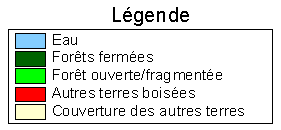 Légende
Eau
Forêts fermées
Forêt ouverte/fragmentée
Autres terres boisées
Couverture des autres terres